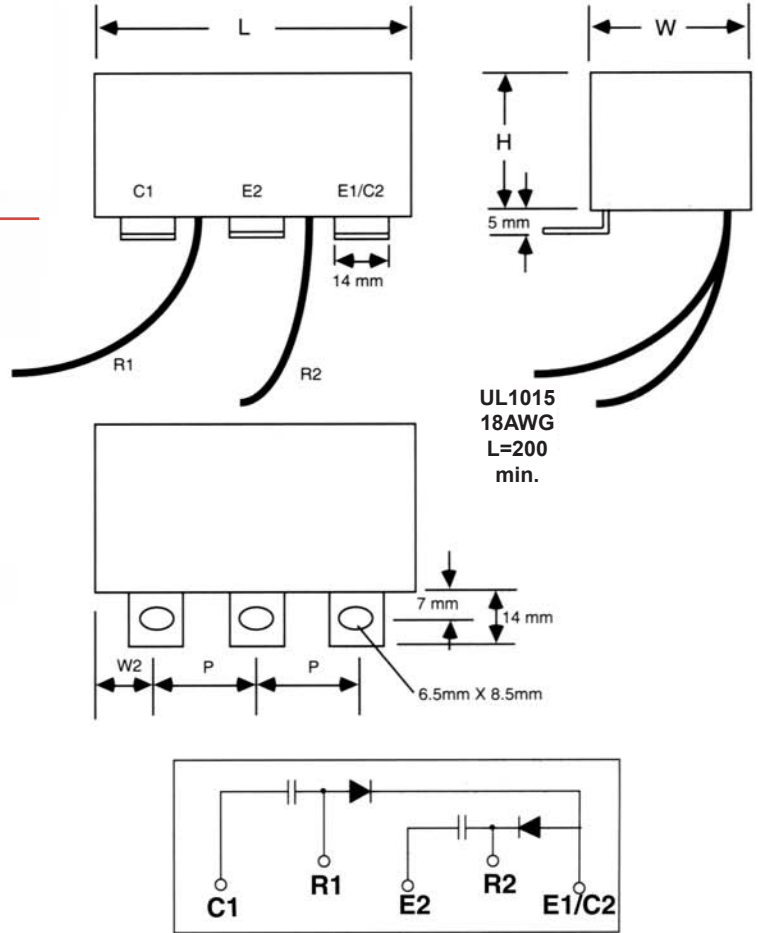 L
W
H
C1 E2 E1/C2
5 mm
14 mm
R1
R2
UL1015
18AWG
L=200
min.
7 mm
14 mm
W2 P P
6.5mm X 8.5mm
R1 R2
C1 E2 E1/C2